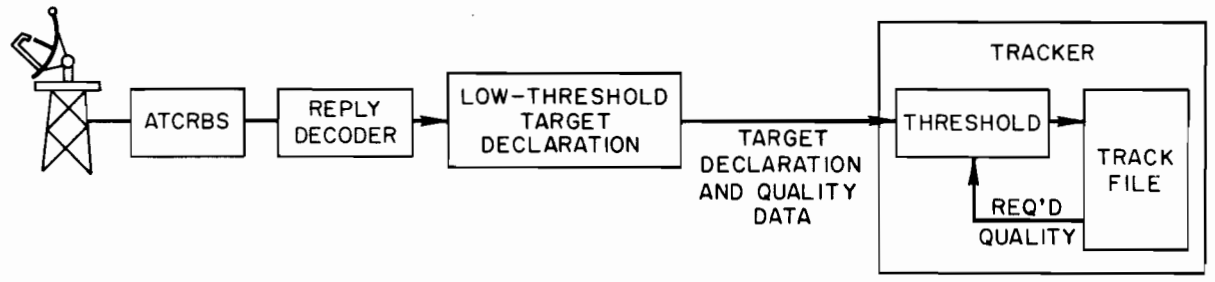 TRACKER
ATCRBS
REPLY
DECODER
LOW-THRESHOLD
TARGET
DECLARATION
TARGET
DECLARATION
AND QUALITY
DATA
THRESHOLD
REQ'D
QUALITY
TRACK
FILE